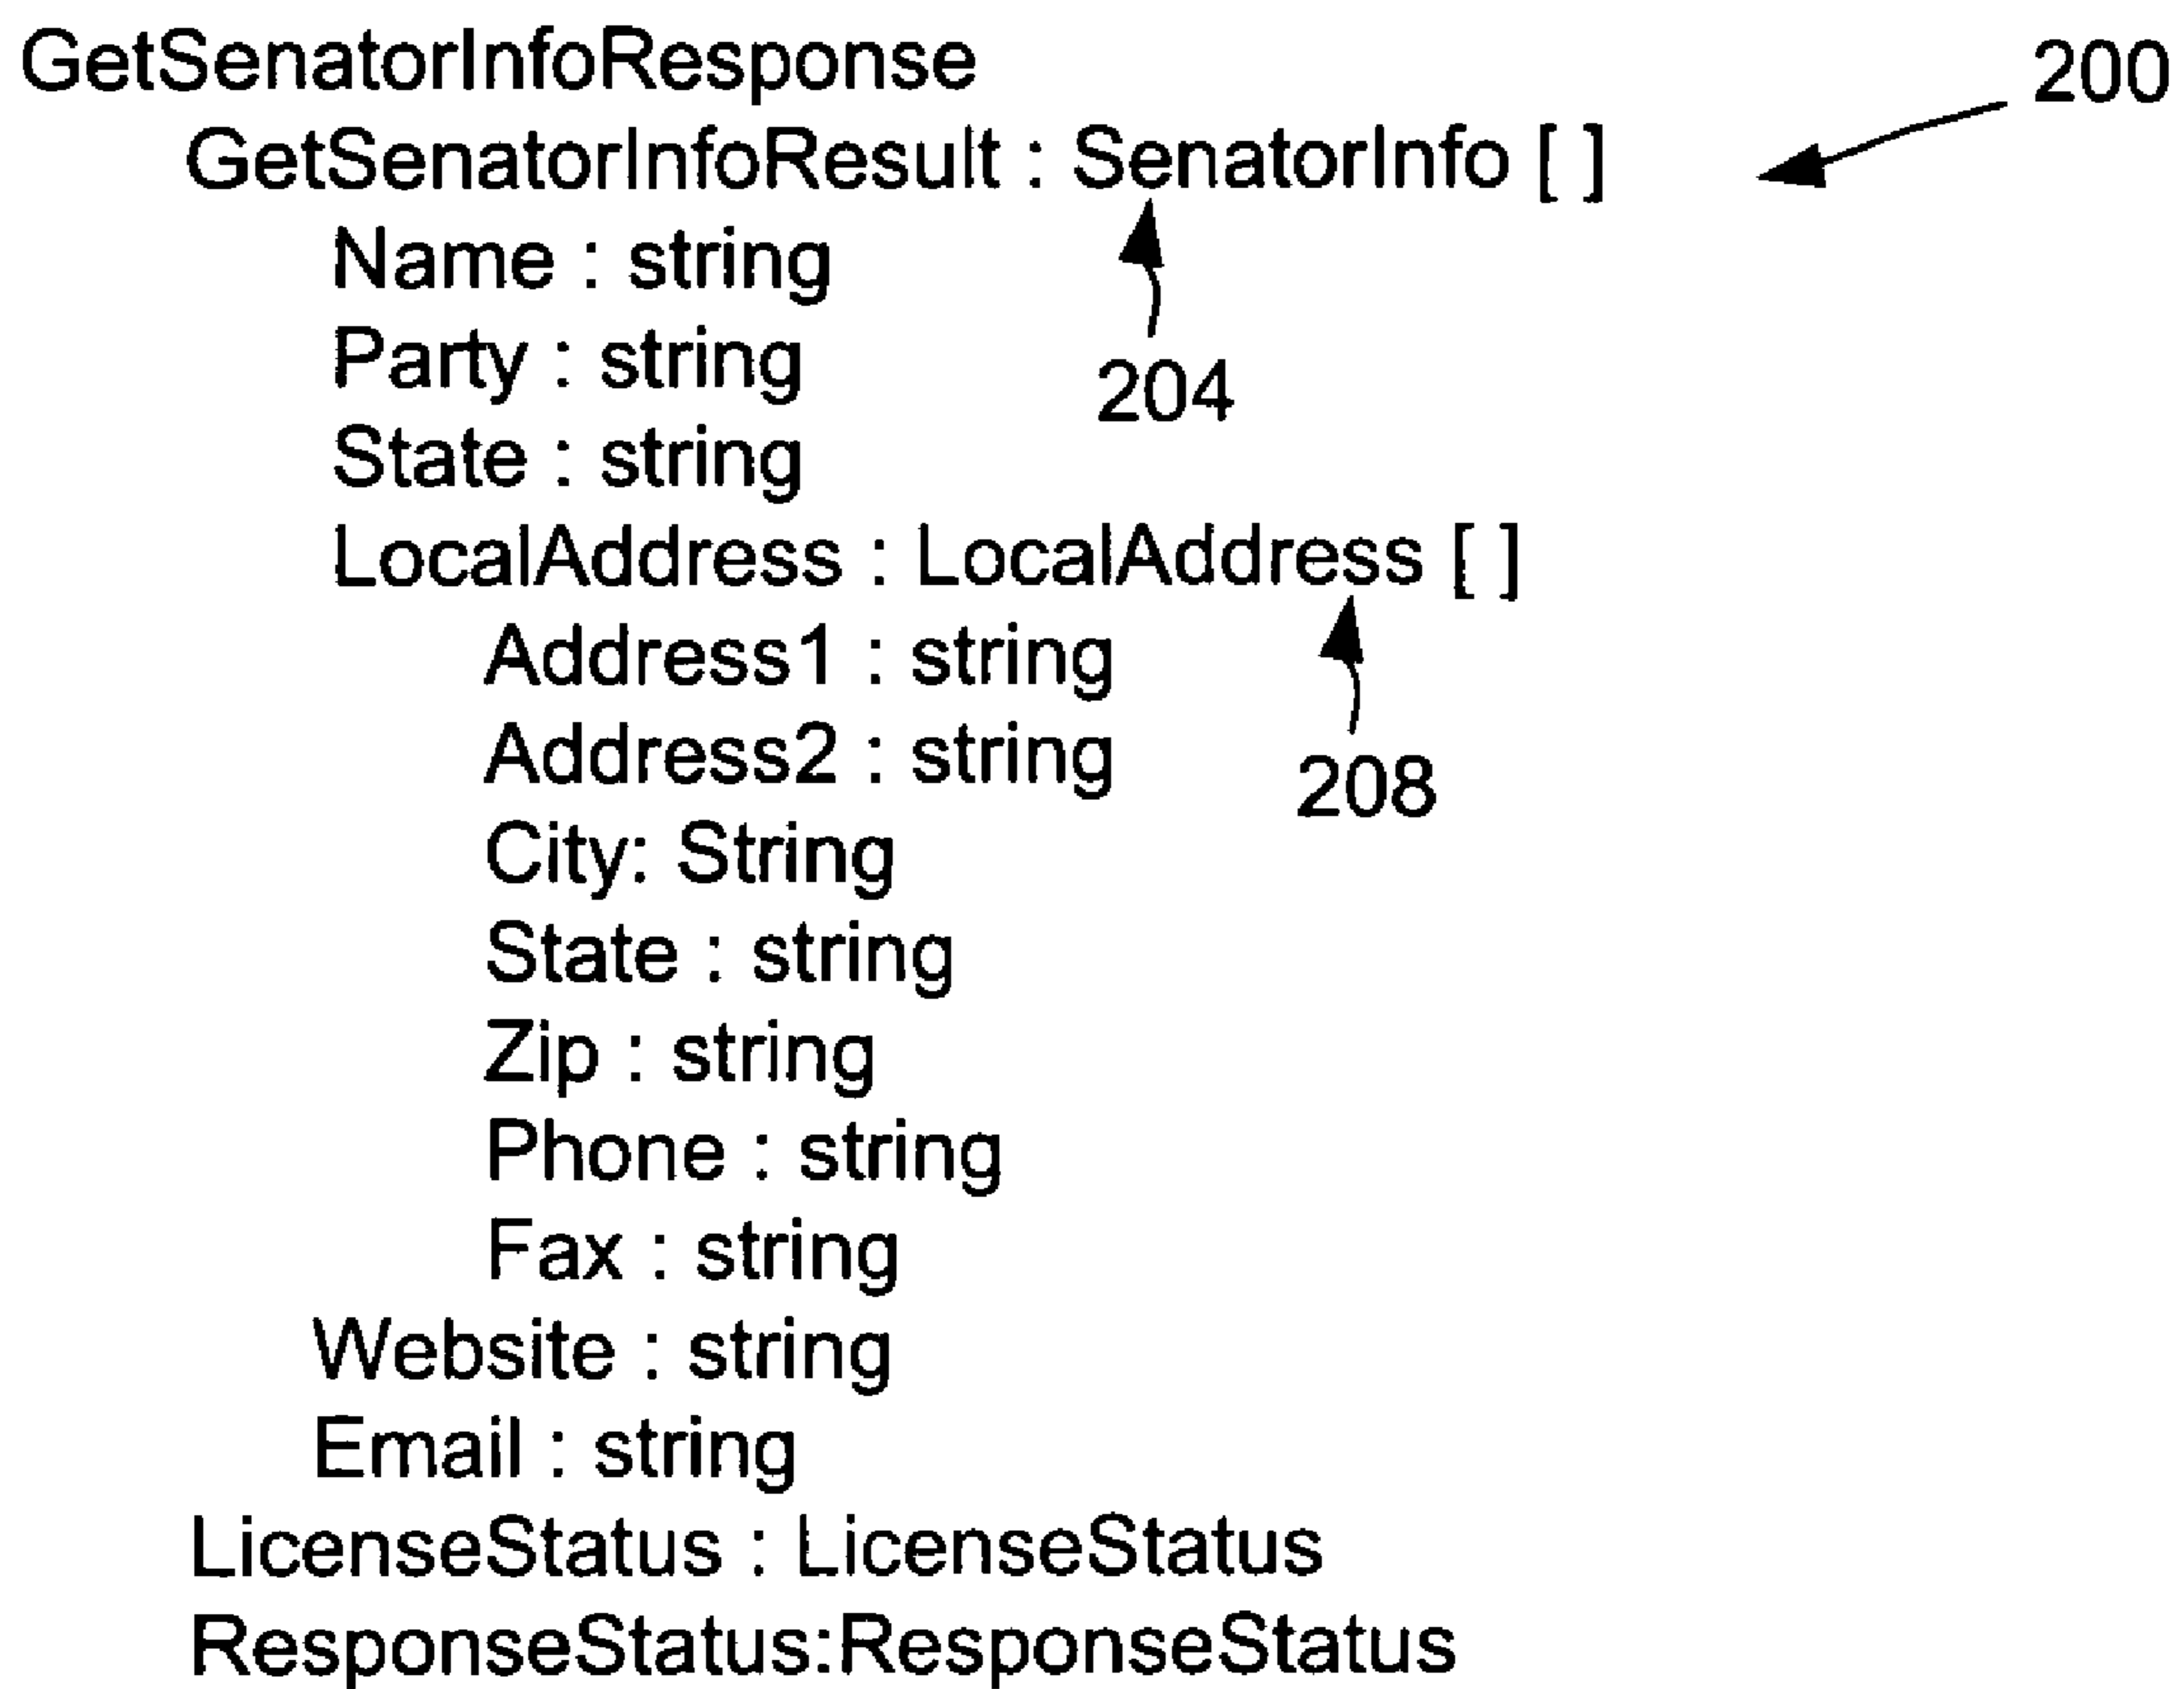 GetSenatorInfoResponse
200
GetSenatorInfoResult : SenatorInfo [ ]
Name : string
Party : string
204
State : string
LocalAddress : LocalAddress [ ]
Address1 : string
Address2 : string
208
City: String
State : string
Zip : string
Phone : string
Fax : string
Website : string
Email : string
LicenseStatus : LicenseStatus
ResponseStatus:ResponseStatus